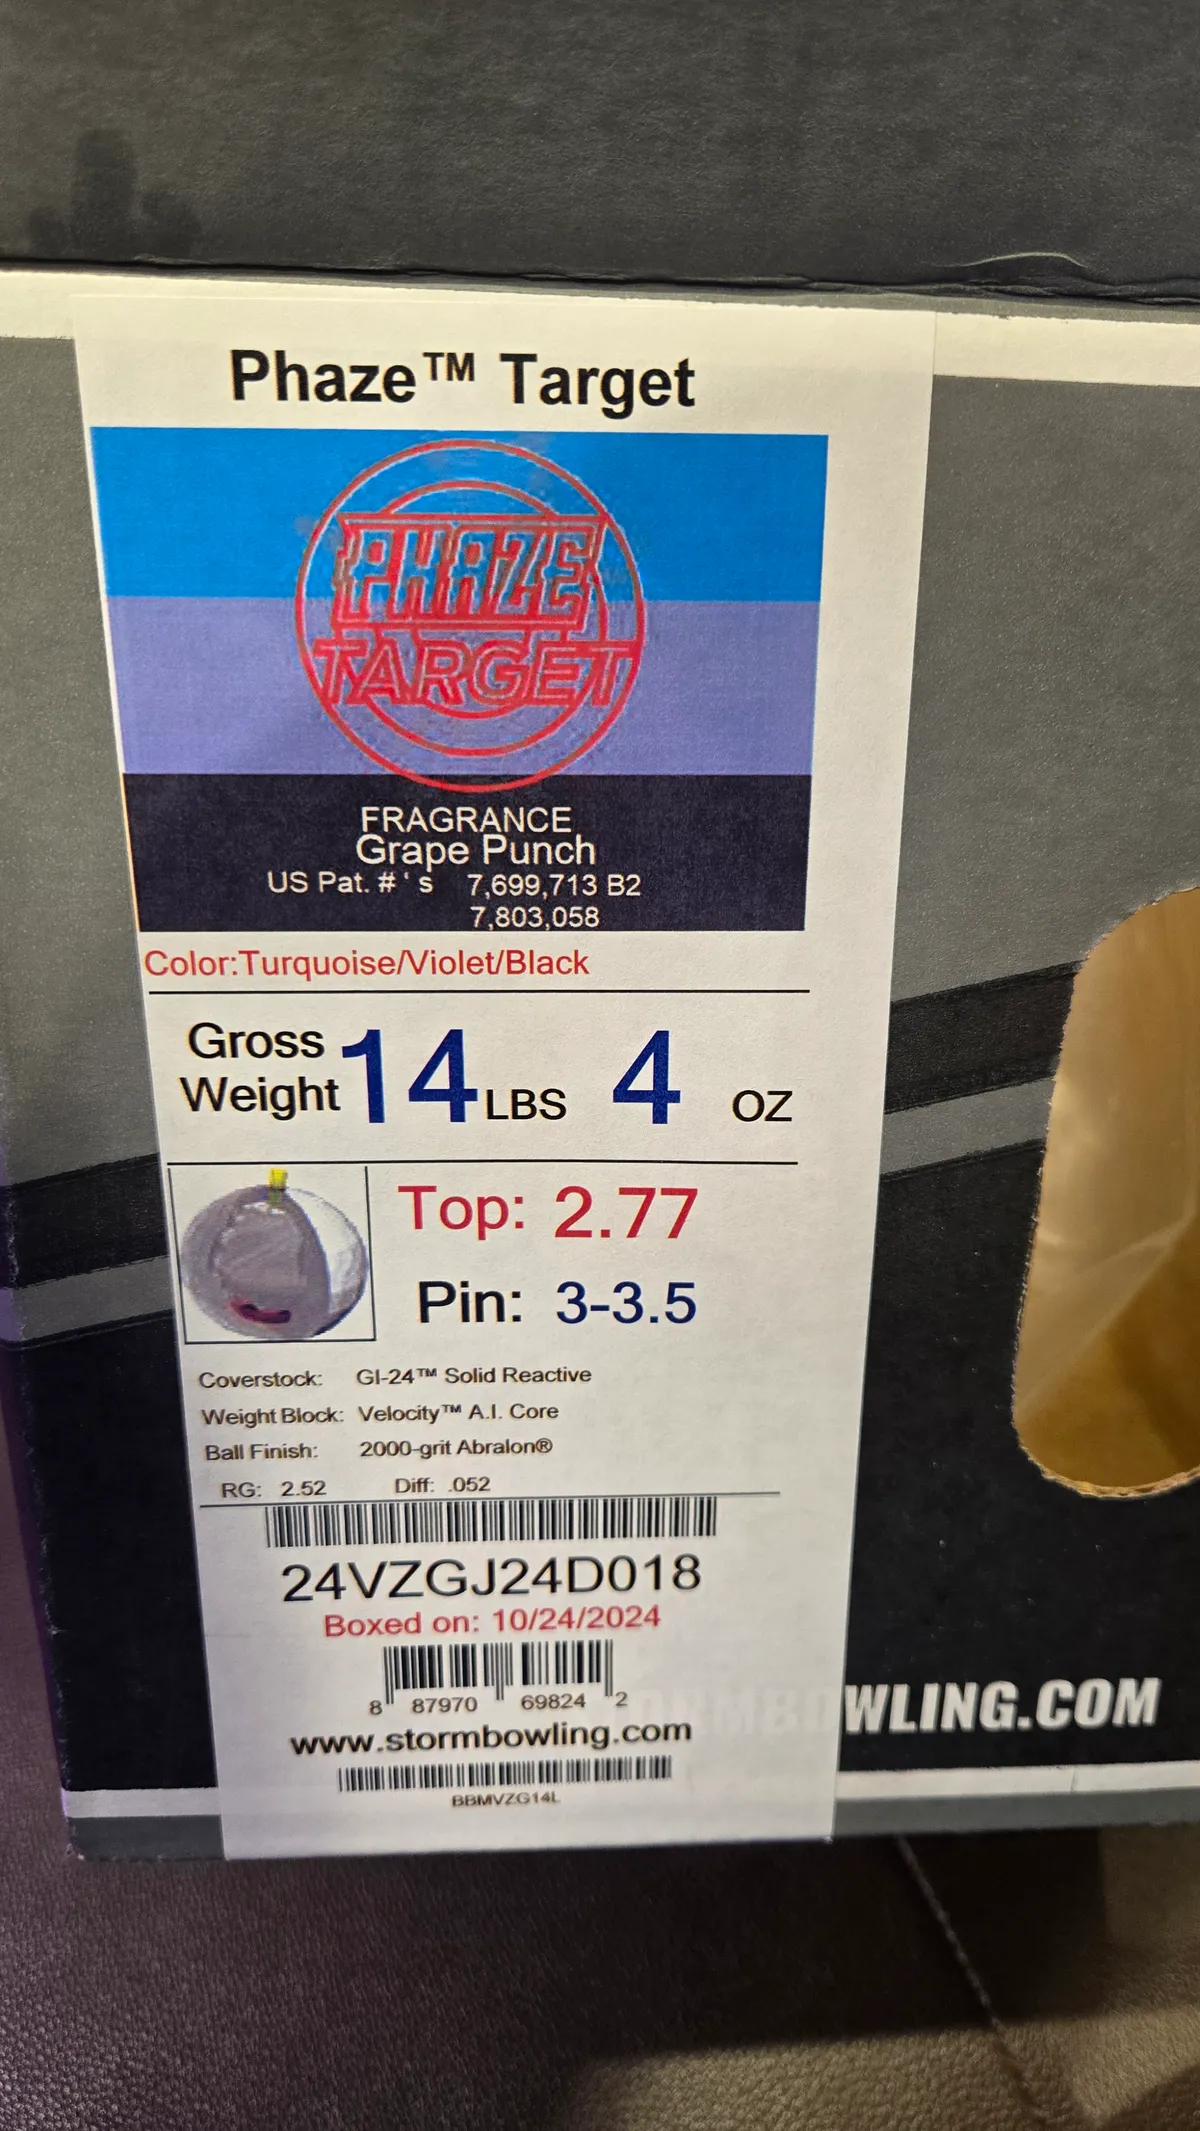 Phaze™ Target
PHAZE
TARGET
FRAGRANCE
Grape Punch
US Pat. #'s 7,699,713 B2
7,803,058
Color:Turquoise/Violet/Black
Gross Weight 14 LBS 4 OZ
Top: 2.77
Pin: 3-3.5
Coverstock: GI-24™ Solid Reactive
Weight Block: Velocity™ A.I. Core
Ball Finish: 2000-grit Abralon®
RG: 2.52 Diff: .052
24VZGJ24D018
Boxed on: 10/24/2024
8 87970 69824 2
www.stormbowling.com
BBMVZG14L
STORMBOWLING.COM